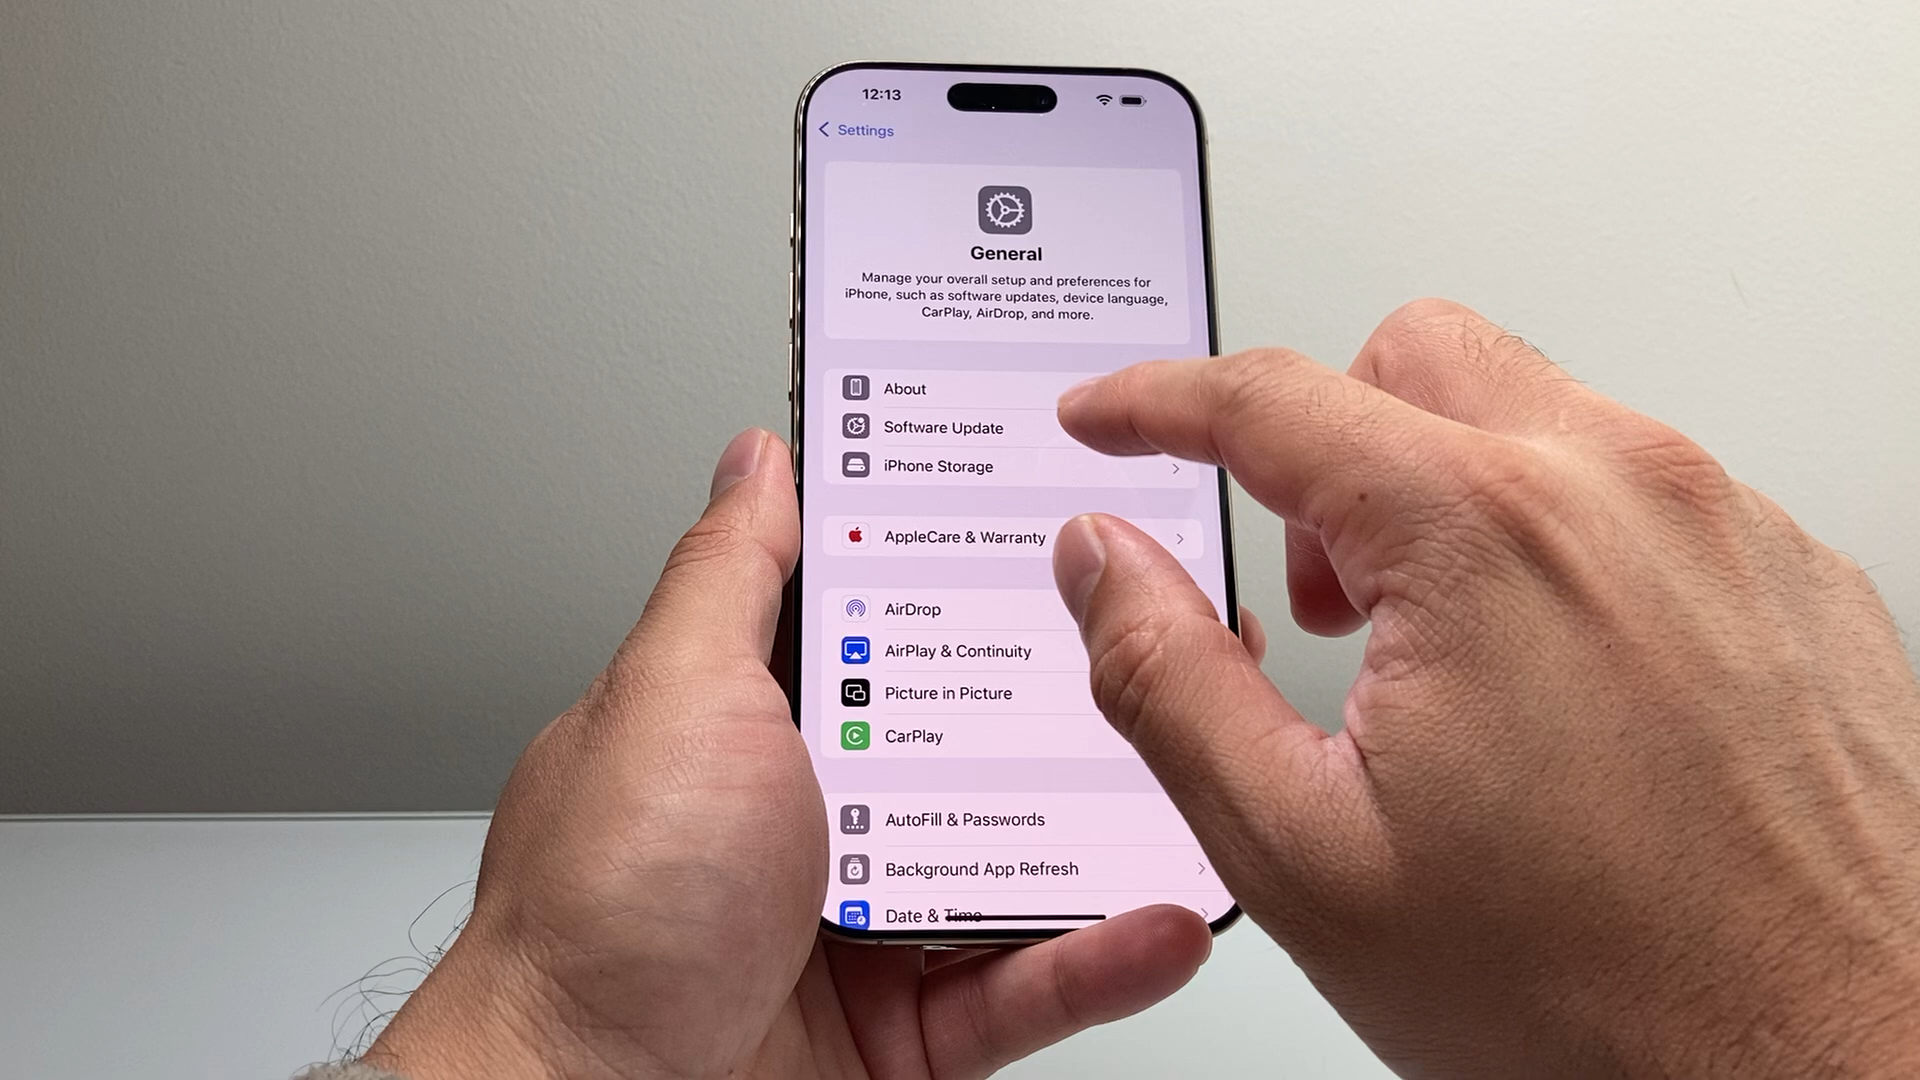 12:13
Settings
General
Manage your overall setup and preferences for
iPhone, such as software updates, device language,
CarPlay, AirDrop, and more.
About
Software Update
iPhone Storage
AppleCare & Warranty
AirDrop
AirPlay & Continuity
Picture in Picture
CarPlay
AutoFill & Passwords
Background App Refresh
Date & Time